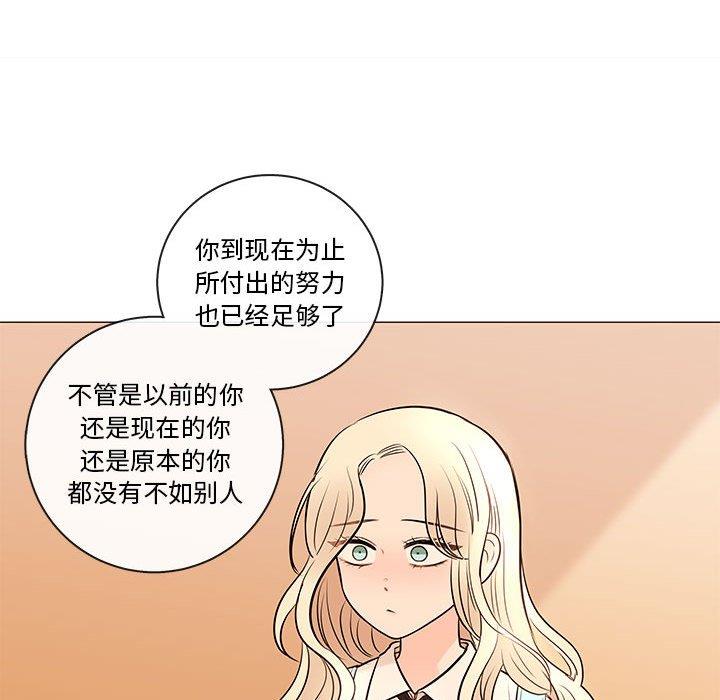 你到现在为止
所付出的努力
也已经足够了
不管是以前的你
还是现在的你
还是原本的你
都没有不如别人